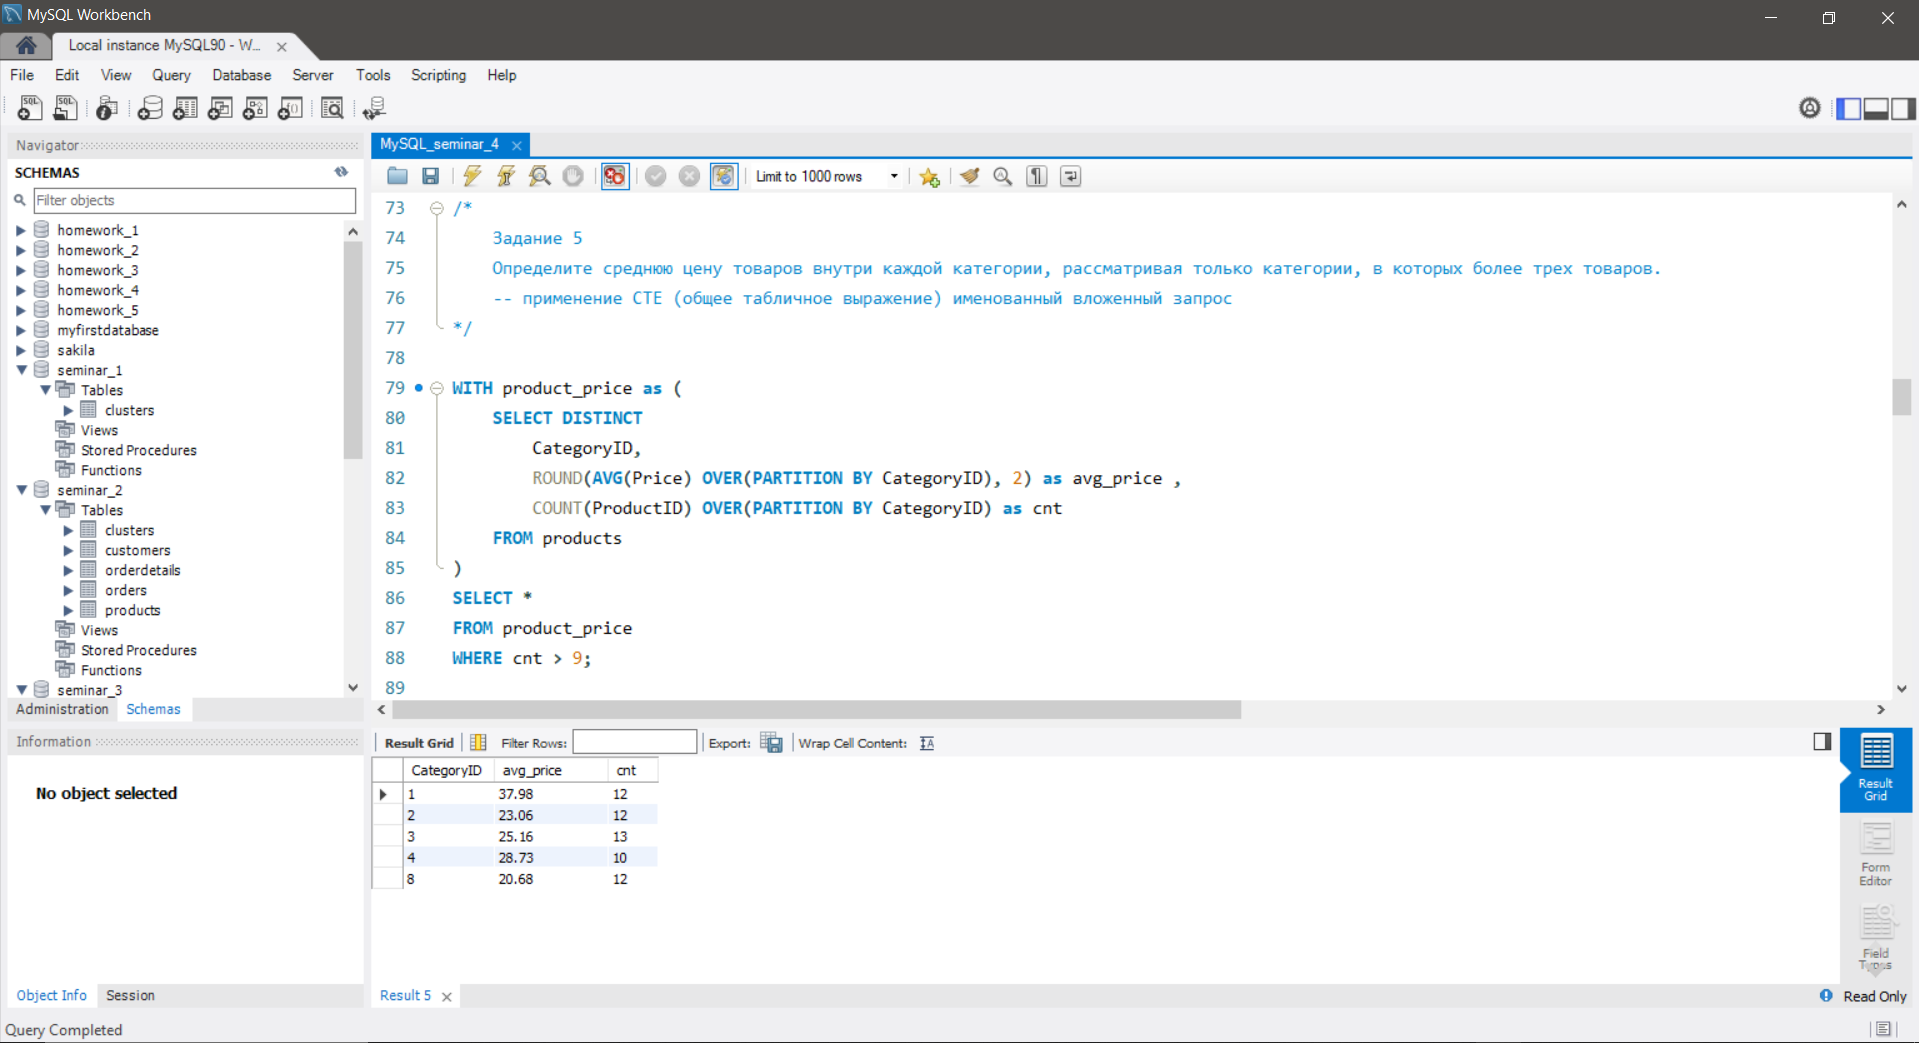 MySQL Workbench
Local instance MySQL90 - W...
File Edit View Query Database Server Tools Scripting Help
Navigator
SCHEMAS
Filter objects
homework_1
homework_2
homework_3
homework_4
homework_5
myfirstdatabase
sakila
seminar_1
Tables
clusters
Views
Stored Procedures
Functions
seminar_2
Tables
clusters
customers
orderdetails
orders
products
Views
Stored Procedures
Functions
seminar_3
Administration Schemas
Information
No object selected
Object Info Session
Query Completed
MySQL_seminar_4
Limit to 1000 rows
73 /*
74 Задание 5
75 Определите среднюю цену товаров внутри каждой категории, рассматривая только категории, в которых более трех товаров.
76 -- применение CTE (общее табличное выражение) именованный вложенный запрос
77 */
78
79 WITH product_price as (
80 SELECT DISTINCT
81 CategoryID,
82 ROUND(AVG(Price) OVER(PARTITION BY CategoryID), 2) as avg_price ,
83 COUNT(ProductID) OVER(PARTITION BY CategoryID) as cnt
84 FROM products
85 )
86 SELECT *
87 FROM product_price
88 WHERE cnt > 9;
89
Result Grid Filter Rows: Export: Wrap Cell Content:
CategoryID avg_price cnt
1 37.98 12
2 23.06 12
3 25.16 13
4 28.73 10
8 20.68 12
Result
Grid
Form
Editor
Field
Types
Result 5
Read Only